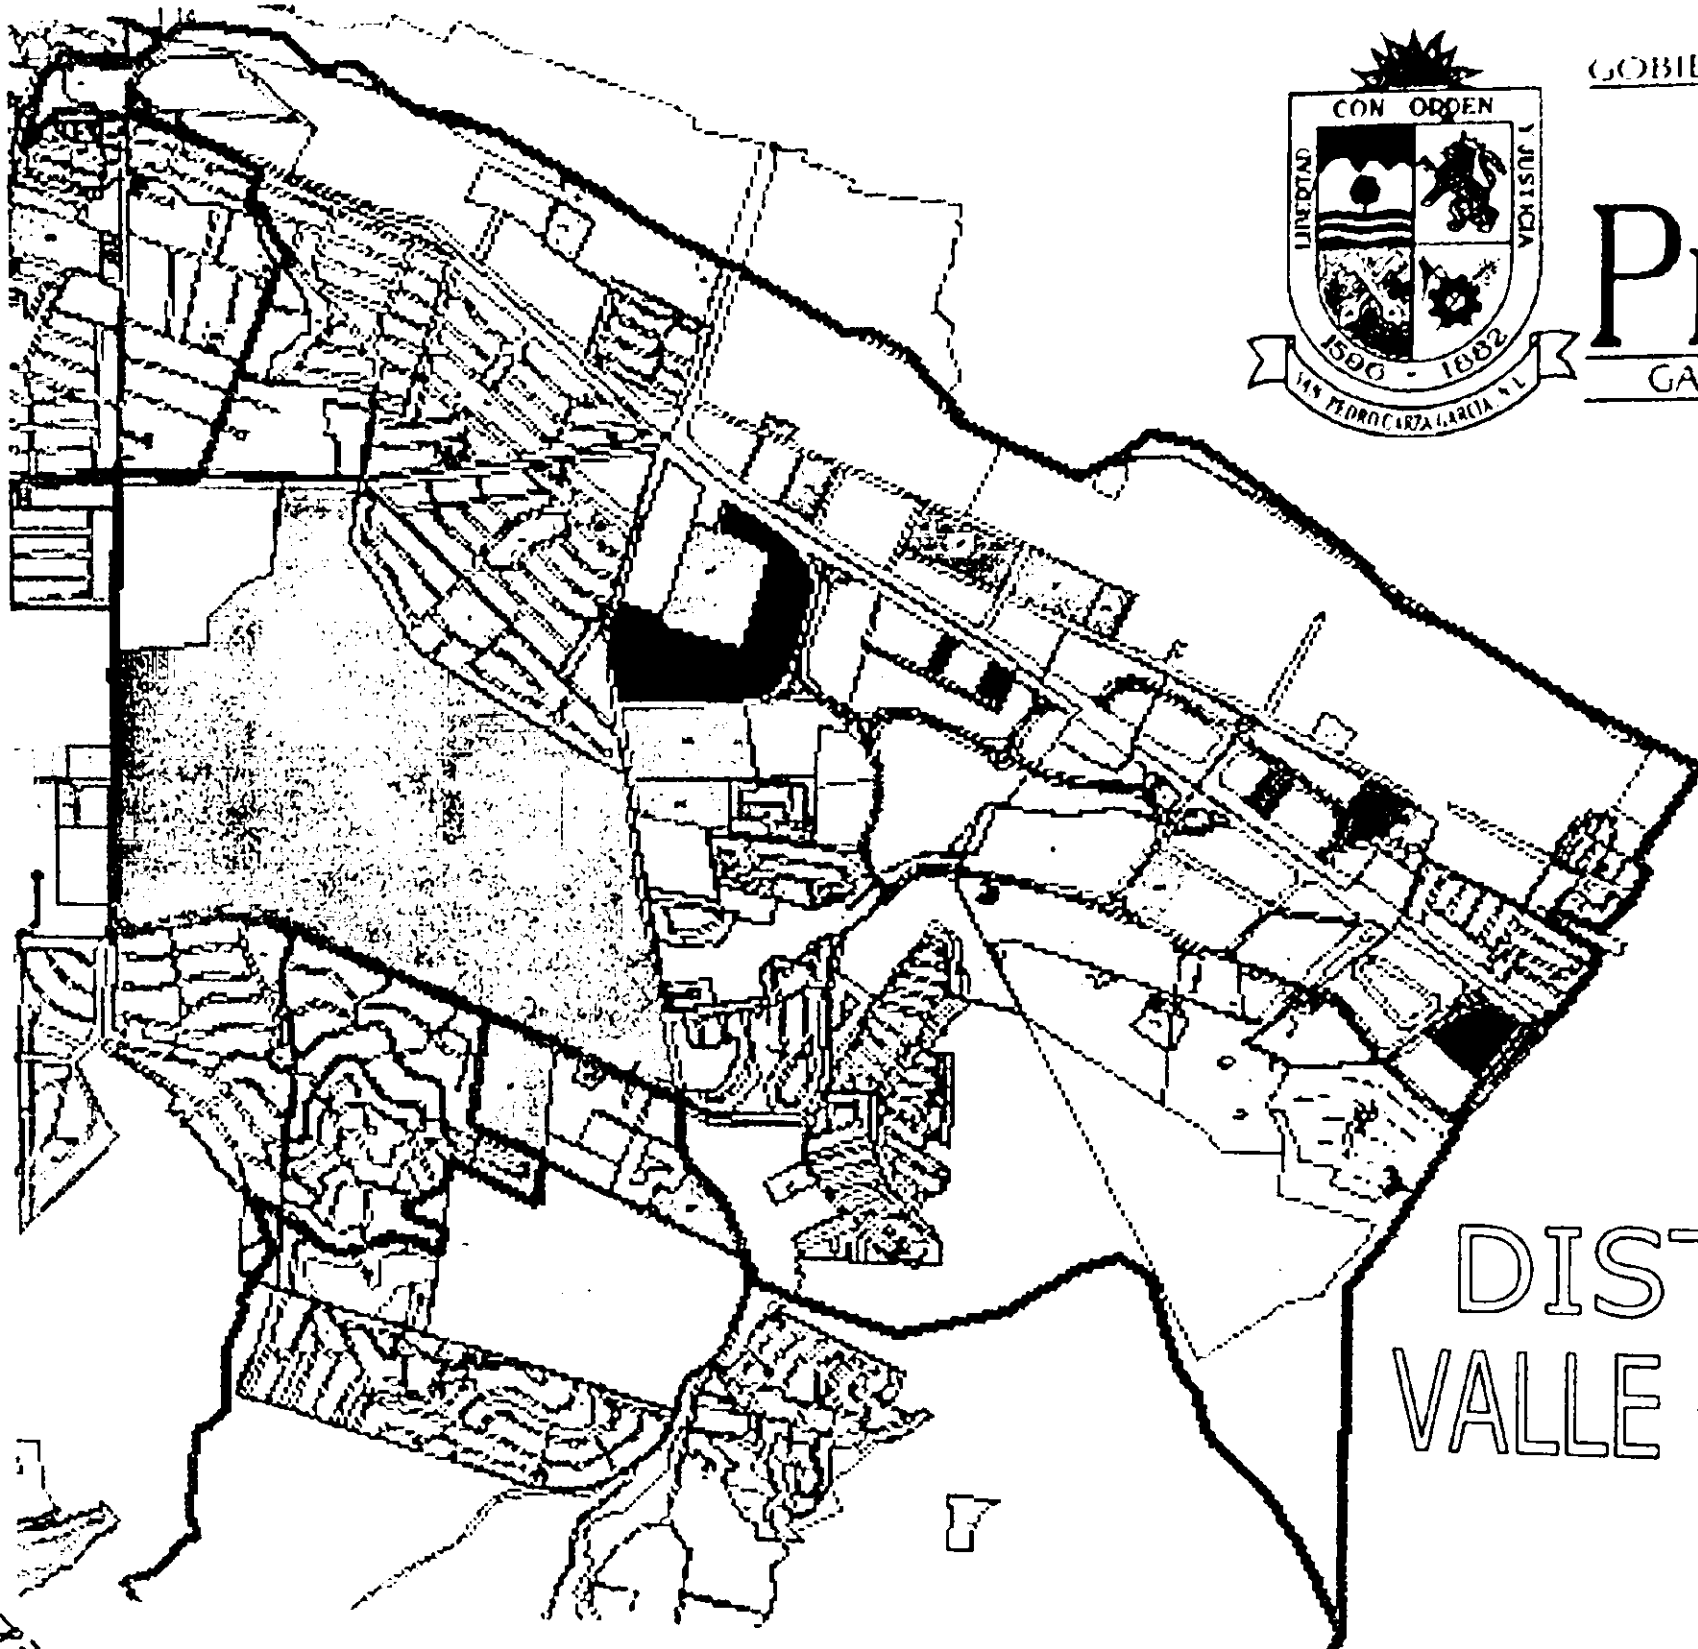 GOBIE
CON ORDEN
Y JUSTICIA
LIBERTAD
1596 - 1882
SAN PEDRO GARZA GARCIA, N.L.
P
GA
DIST
VALLE